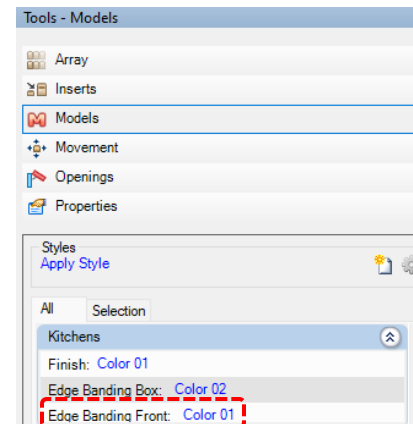 Tools - Models
Array
Inserts
Models
Movement
Openings
Properties
Styles
Apply Style
All Selection
Kitchens
Finish: Color 01
Edge Banding Box: Color 02
Edge Banding Front: Color 01